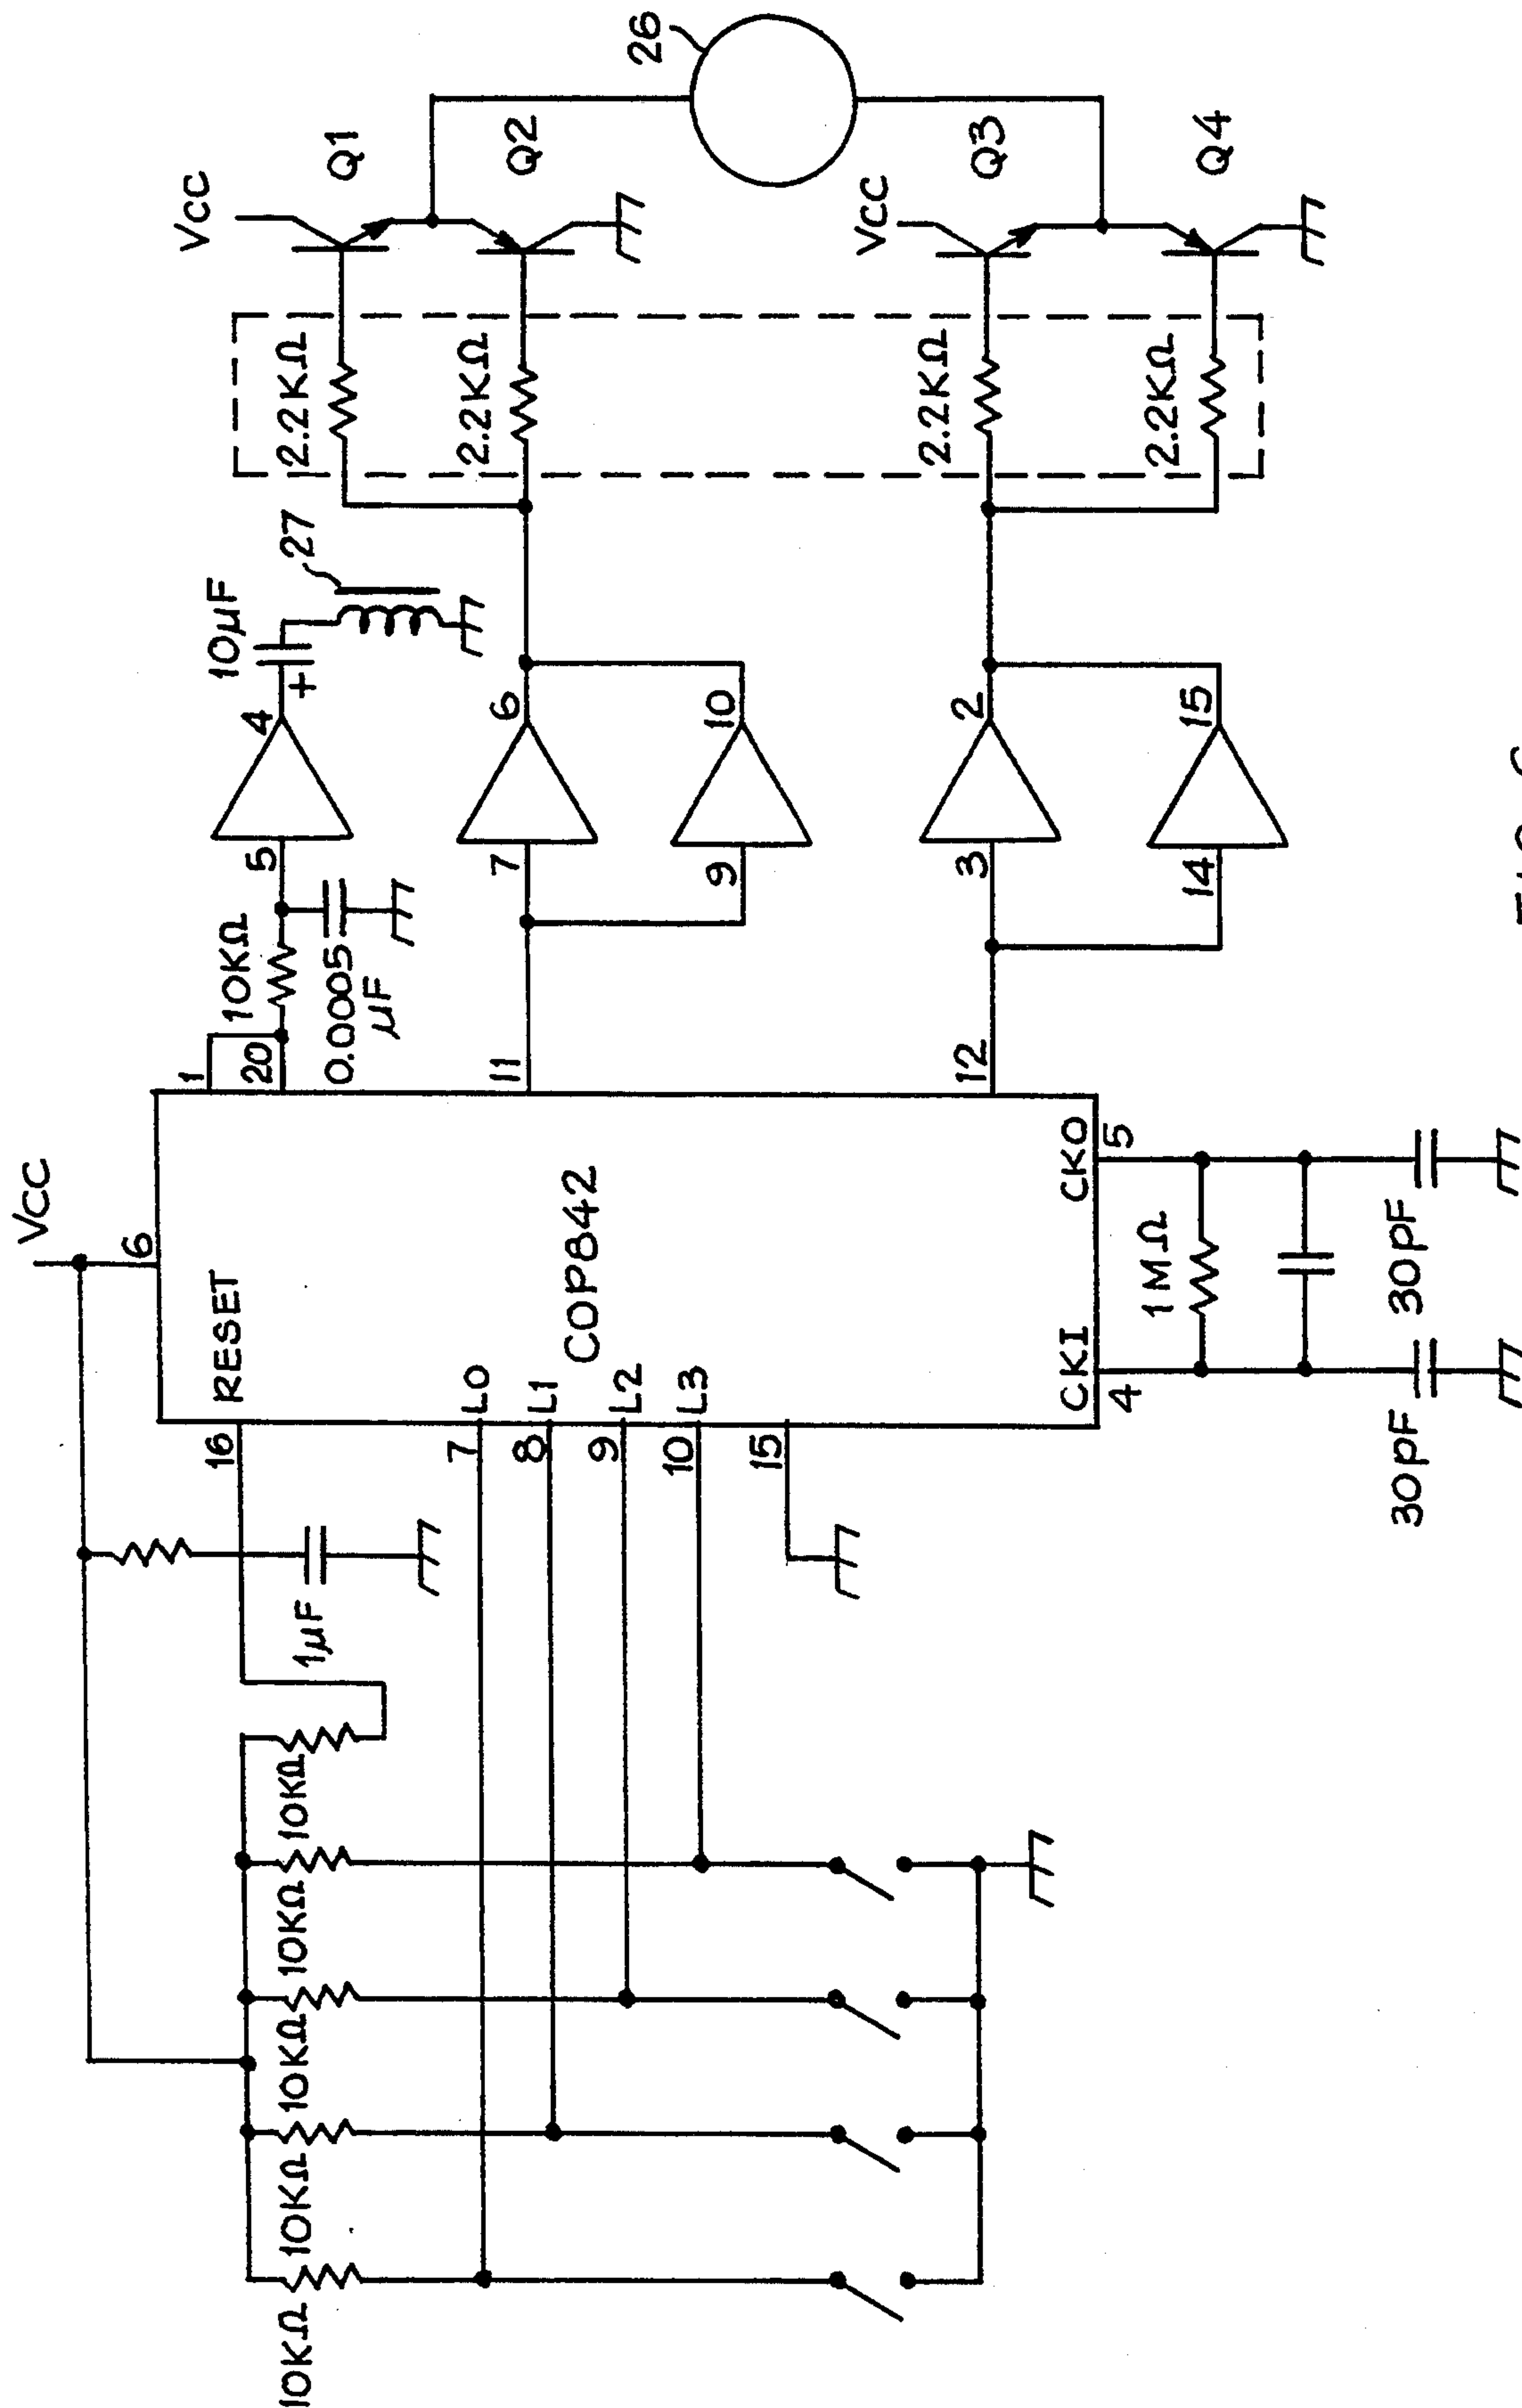 VCC
6
RESET
16
COP842
L0
7
L1
8
L2
9
L3
10
15
CKI
4
CKO
5
1MΩ
30pF
30pF
1µF
10KΩ
10KΩ
10KΩ
10KΩ
10KΩ
1
20
10KΩ
0.0005
µF
5
4
10µF
+
27
11
7
6
9
10
12
3
2
14
15
2.2KΩ
2.2KΩ
2.2KΩ
2.2KΩ
VCC
Q1
Q2
VCC
Q3
Q4
26